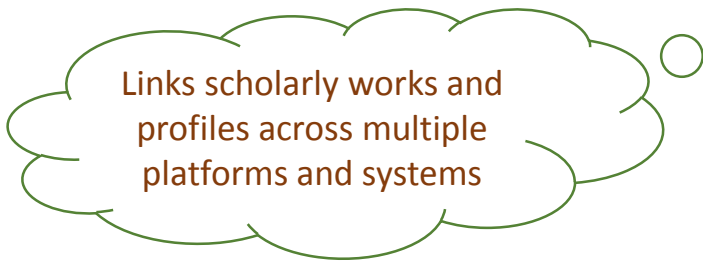 Links scholarly works and
profiles across multiple
platforms and systems